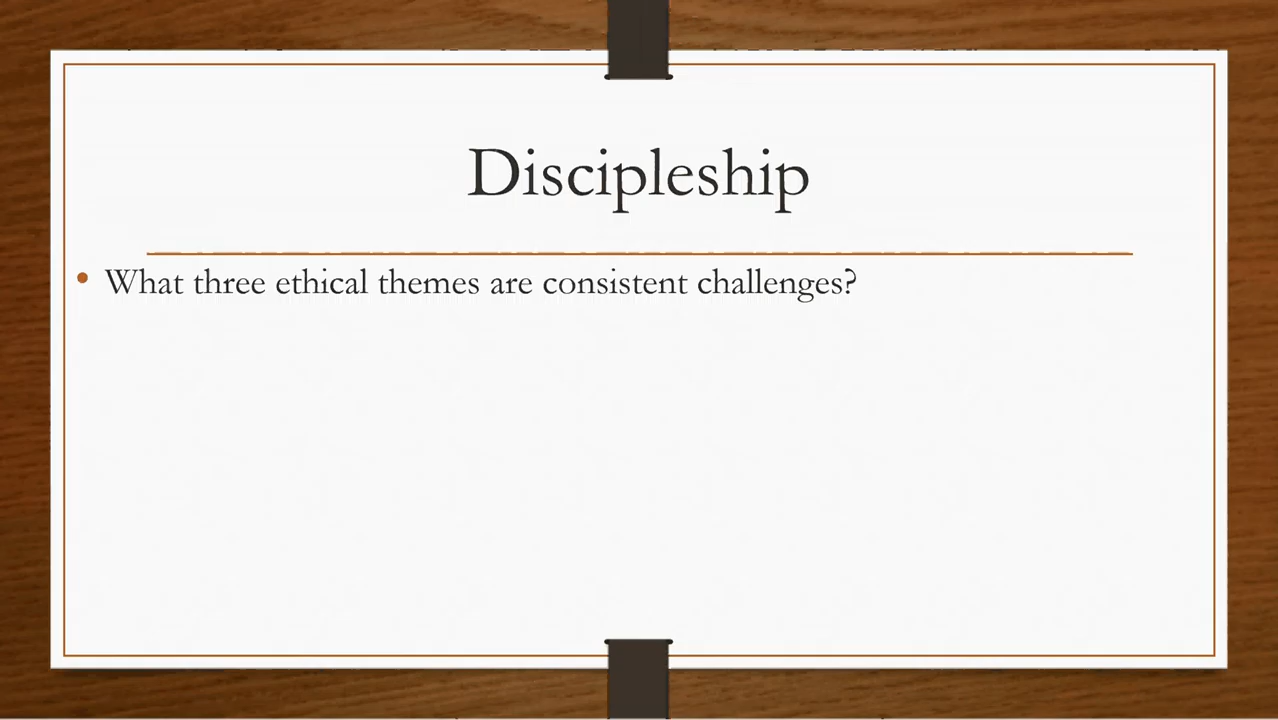 Discipleship
• What three ethical themes are consistent challenges?